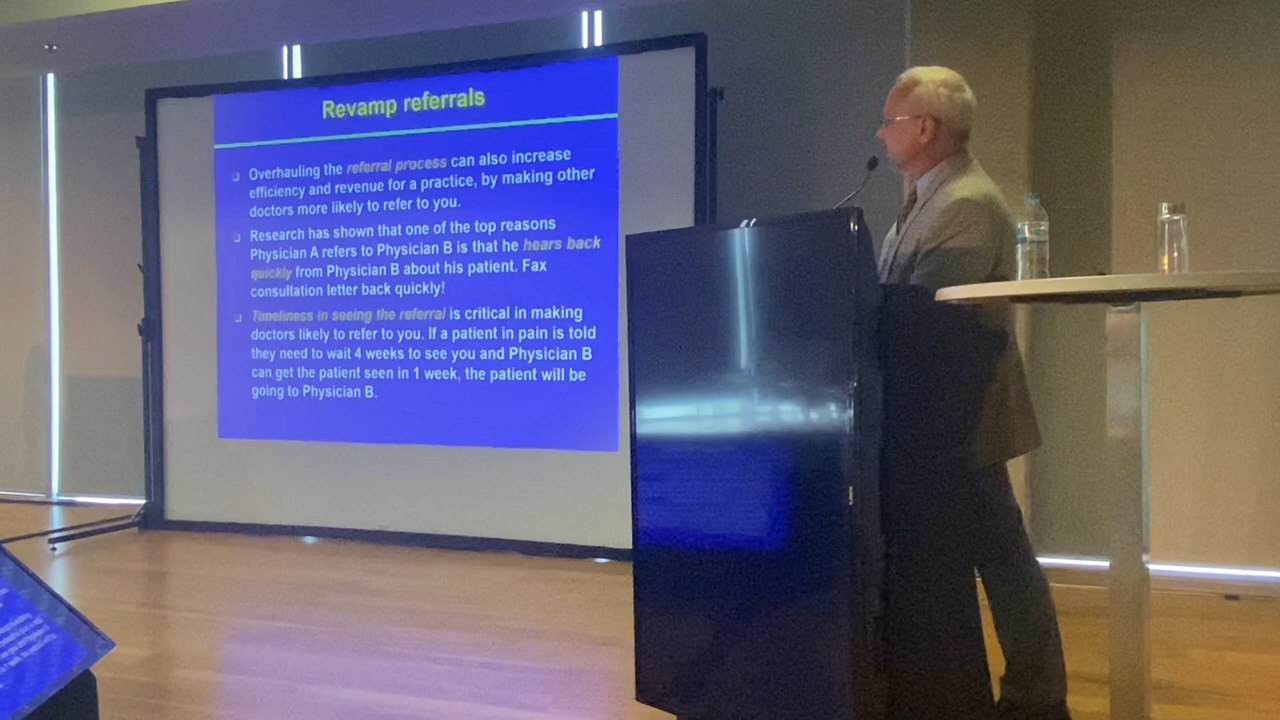 Revamp referrals
Overhauling the referral process can also increase
efficiency and revenue for a practice, by making other
doctors more likely to refer to you.
Research has shown that one of the top reasons
Physician A refers to Physician B is that he hears back
quickly from Physician B about his patient. Fax
consultation letter back quickly!
Timeliness in seeing the referral is critical in making
doctors likely to refer to you. If a patient in pain is told
they need to wait 4 weeks to see you and Physician B
can get the patient seen in 1 week, the patient will be
going to Physician B.